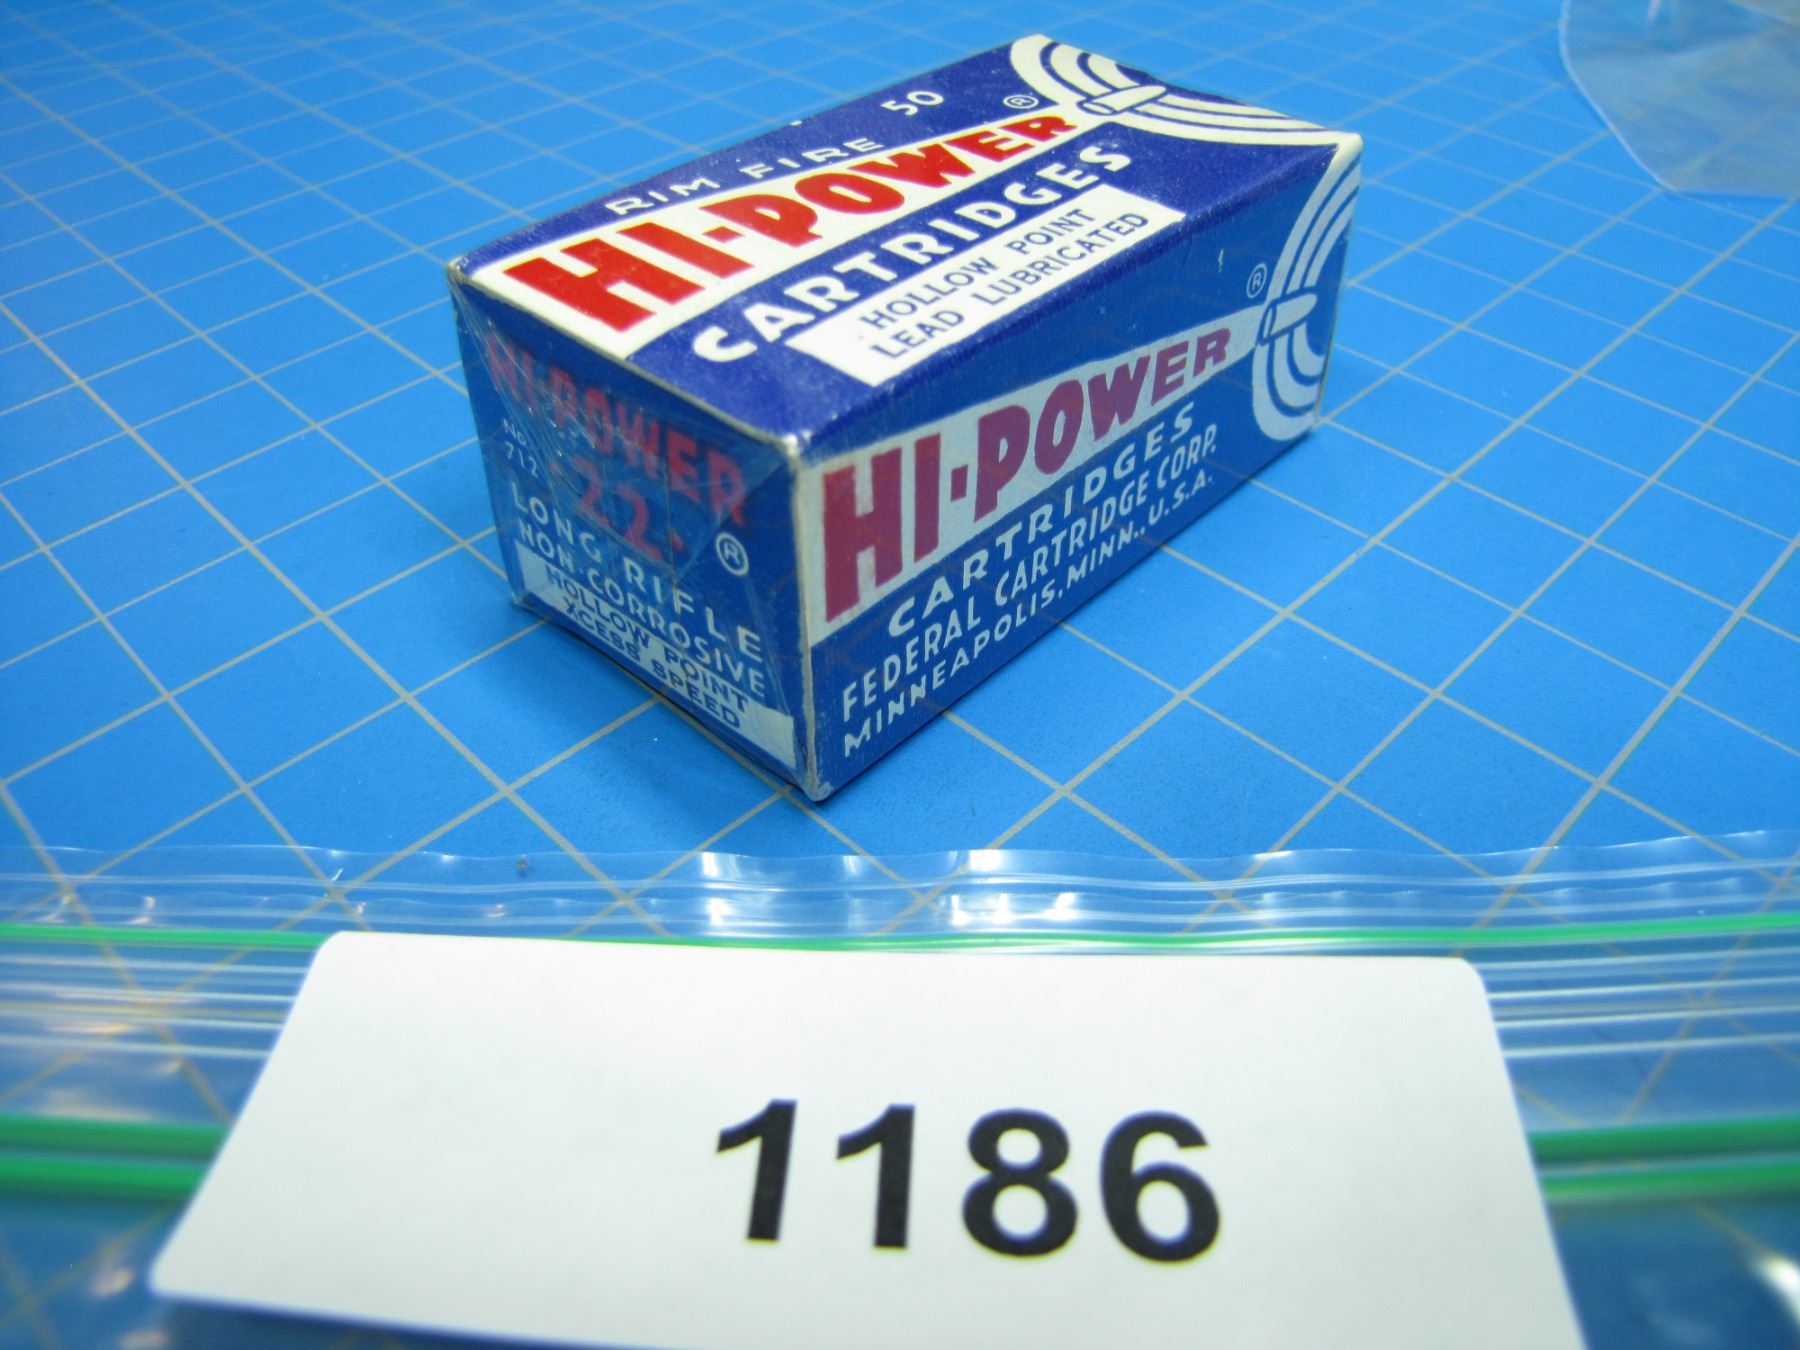 RIM FIRE 50
®
HI-POWER
CARTRIDGES
HOLLOW POINT
LEAD LUBRICATED
HI-POWER
No.
712
.22.
®
LONG RIFLE
NON-CORROSIVE
HOLLOW POINT
XCESS SPEED
®
HI-POWER
CARTRIDGES
FEDERAL CARTRIDGE CORP.
MINNEAPOLIS, MINN., U.S.A.
1186